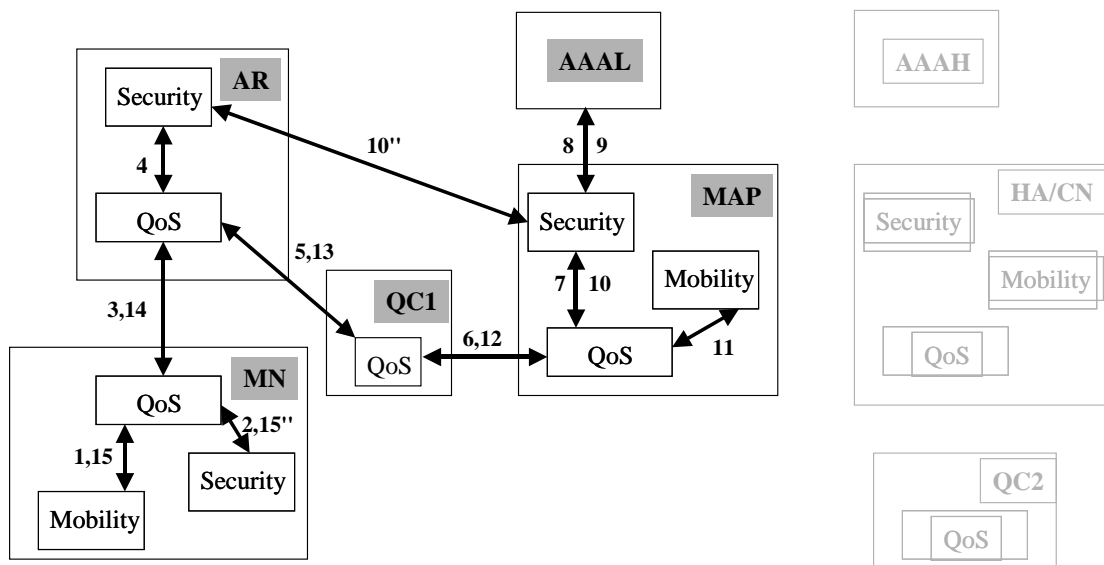 AR
Security
4
QoS
3,14
MN
QoS
2,15"
1,15
Security
Mobility
10"
5,13
QC1
QoS
6,12
AAAL
8 9
MAP
Security
7 10
Mobility
QoS
11
AAAH
HA/CN
Security
Mobility
QoS
QC2
QoS